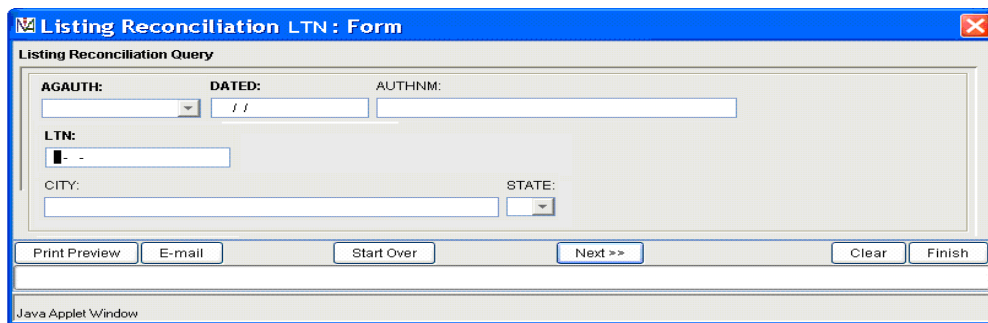 Listing Reconciliation LTN : Form
Listing Reconciliation Query
AGAUTH: DATED: AUTHNM:
/ /
LTN:
- -
CITY: STATE:
Print Preview E-mail Start Over Next >> Clear Finish
Java Applet Window